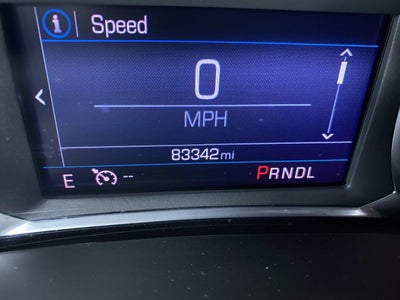 i Speed
0
MPH
83342 mi
E -- PRNDL